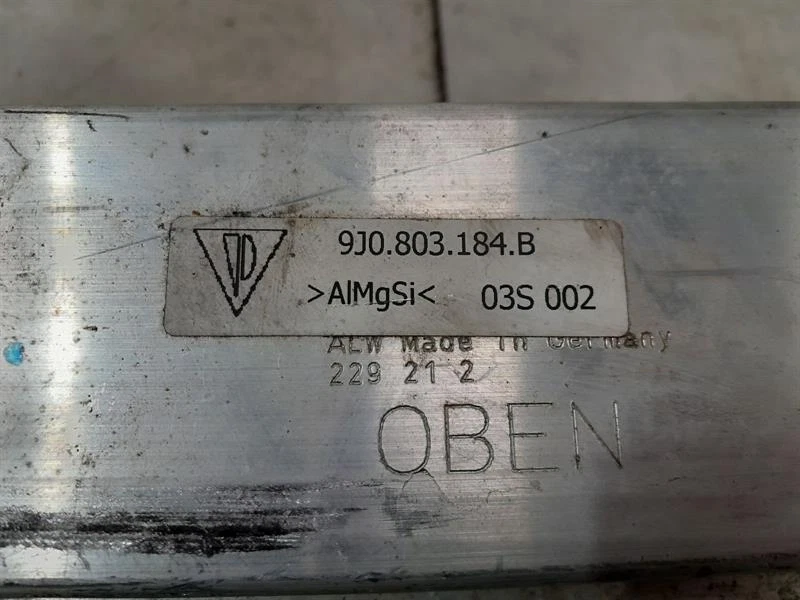 9J0.803.184.B
>AlMgSi< 03S 002
ALW Made in Germany
229 21 2
OBEN